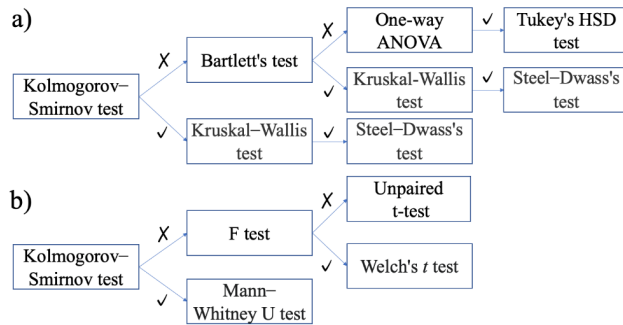 a)
Kolmogorov–
Smirnov test
✗
Bartlett's test
✗
One-way
ANOVA
✓
Tukey's HSD
test
✓
Kruskal-Wallis
test
✓
Steel–Dwass's
test
✓
Kruskal–Wallis
test
✓
Steel–Dwass's
test
b)
Kolmogorov–
Smirnov test
✗
F test
✗
Unpaired
t-test
✓
Welch's t test
✓
Mann–
Whitney U test